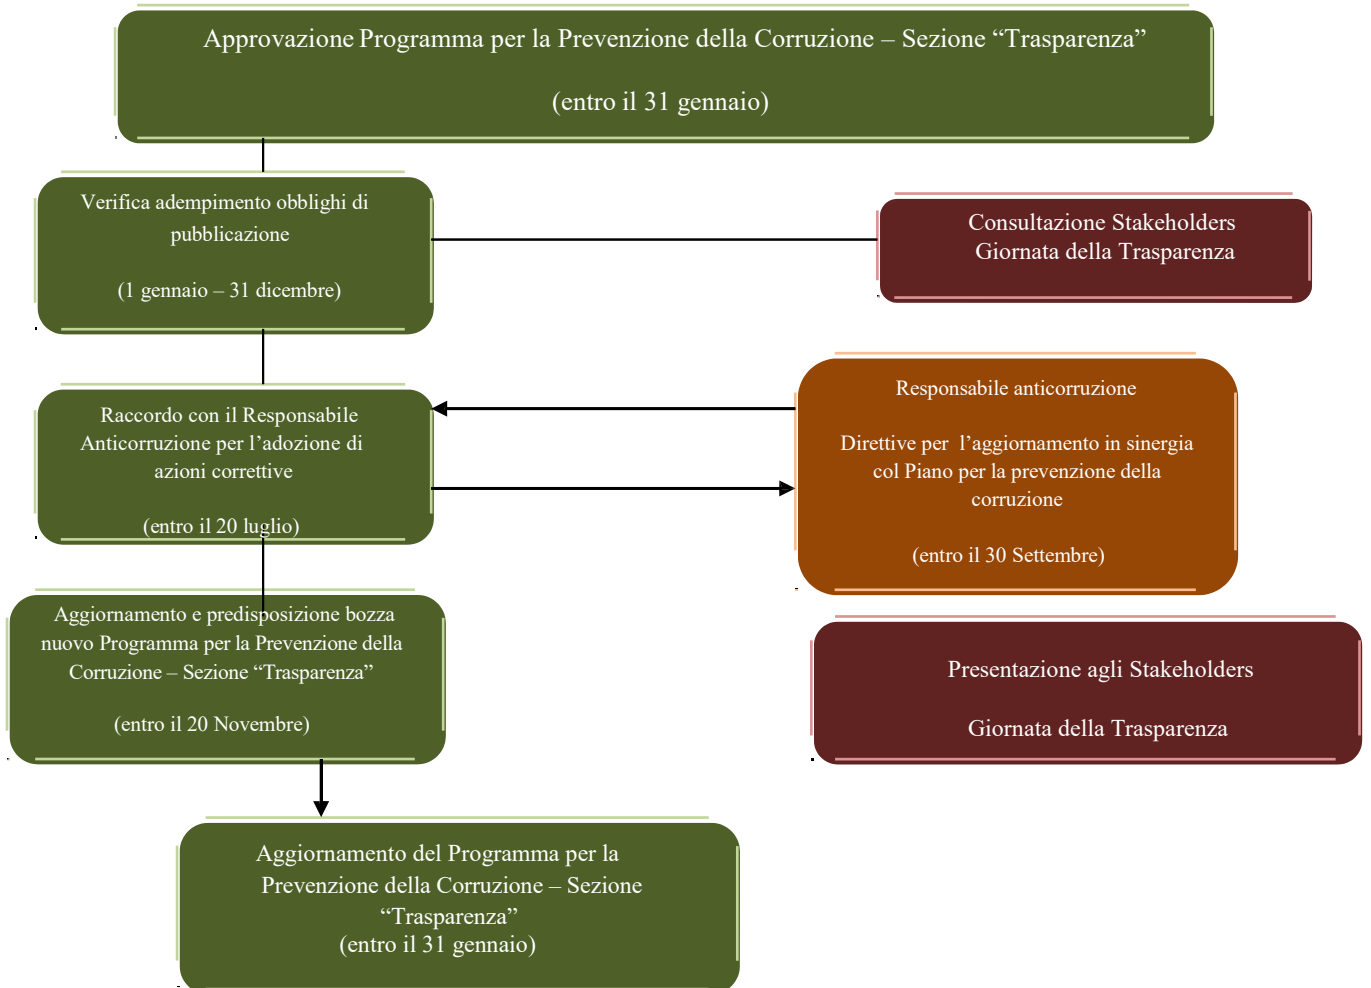 Approvazione Programma per la Prevenzione della Corruzione – Sezione “Trasparenza”
(entro il 31 gennaio)
Verifica adempimento obblighi di
pubblicazione
(1 gennaio – 31 dicembre)
Consultazione Stakeholders
Giornata della Trasparenza
Raccordo con il Responsabile
Anticorruzione per l’adozione di
azioni correttive
(entro il 20 luglio)
Responsabile anticorruzione
Direttive per l’aggiornamento in sinergia
col Piano per la prevenzione della
corruzione
(entro il 30 Settembre)
Aggiornamento e predisposizione bozza
nuovo Programma per la Prevenzione della
Corruzione – Sezione “Trasparenza”
(entro il 20 Novembre)
Presentazione agli Stakeholders
Giornata della Trasparenza
Aggiornamento del Programma per la
Prevenzione della Corruzione – Sezione
“Trasparenza”
(entro il 31 gennaio)